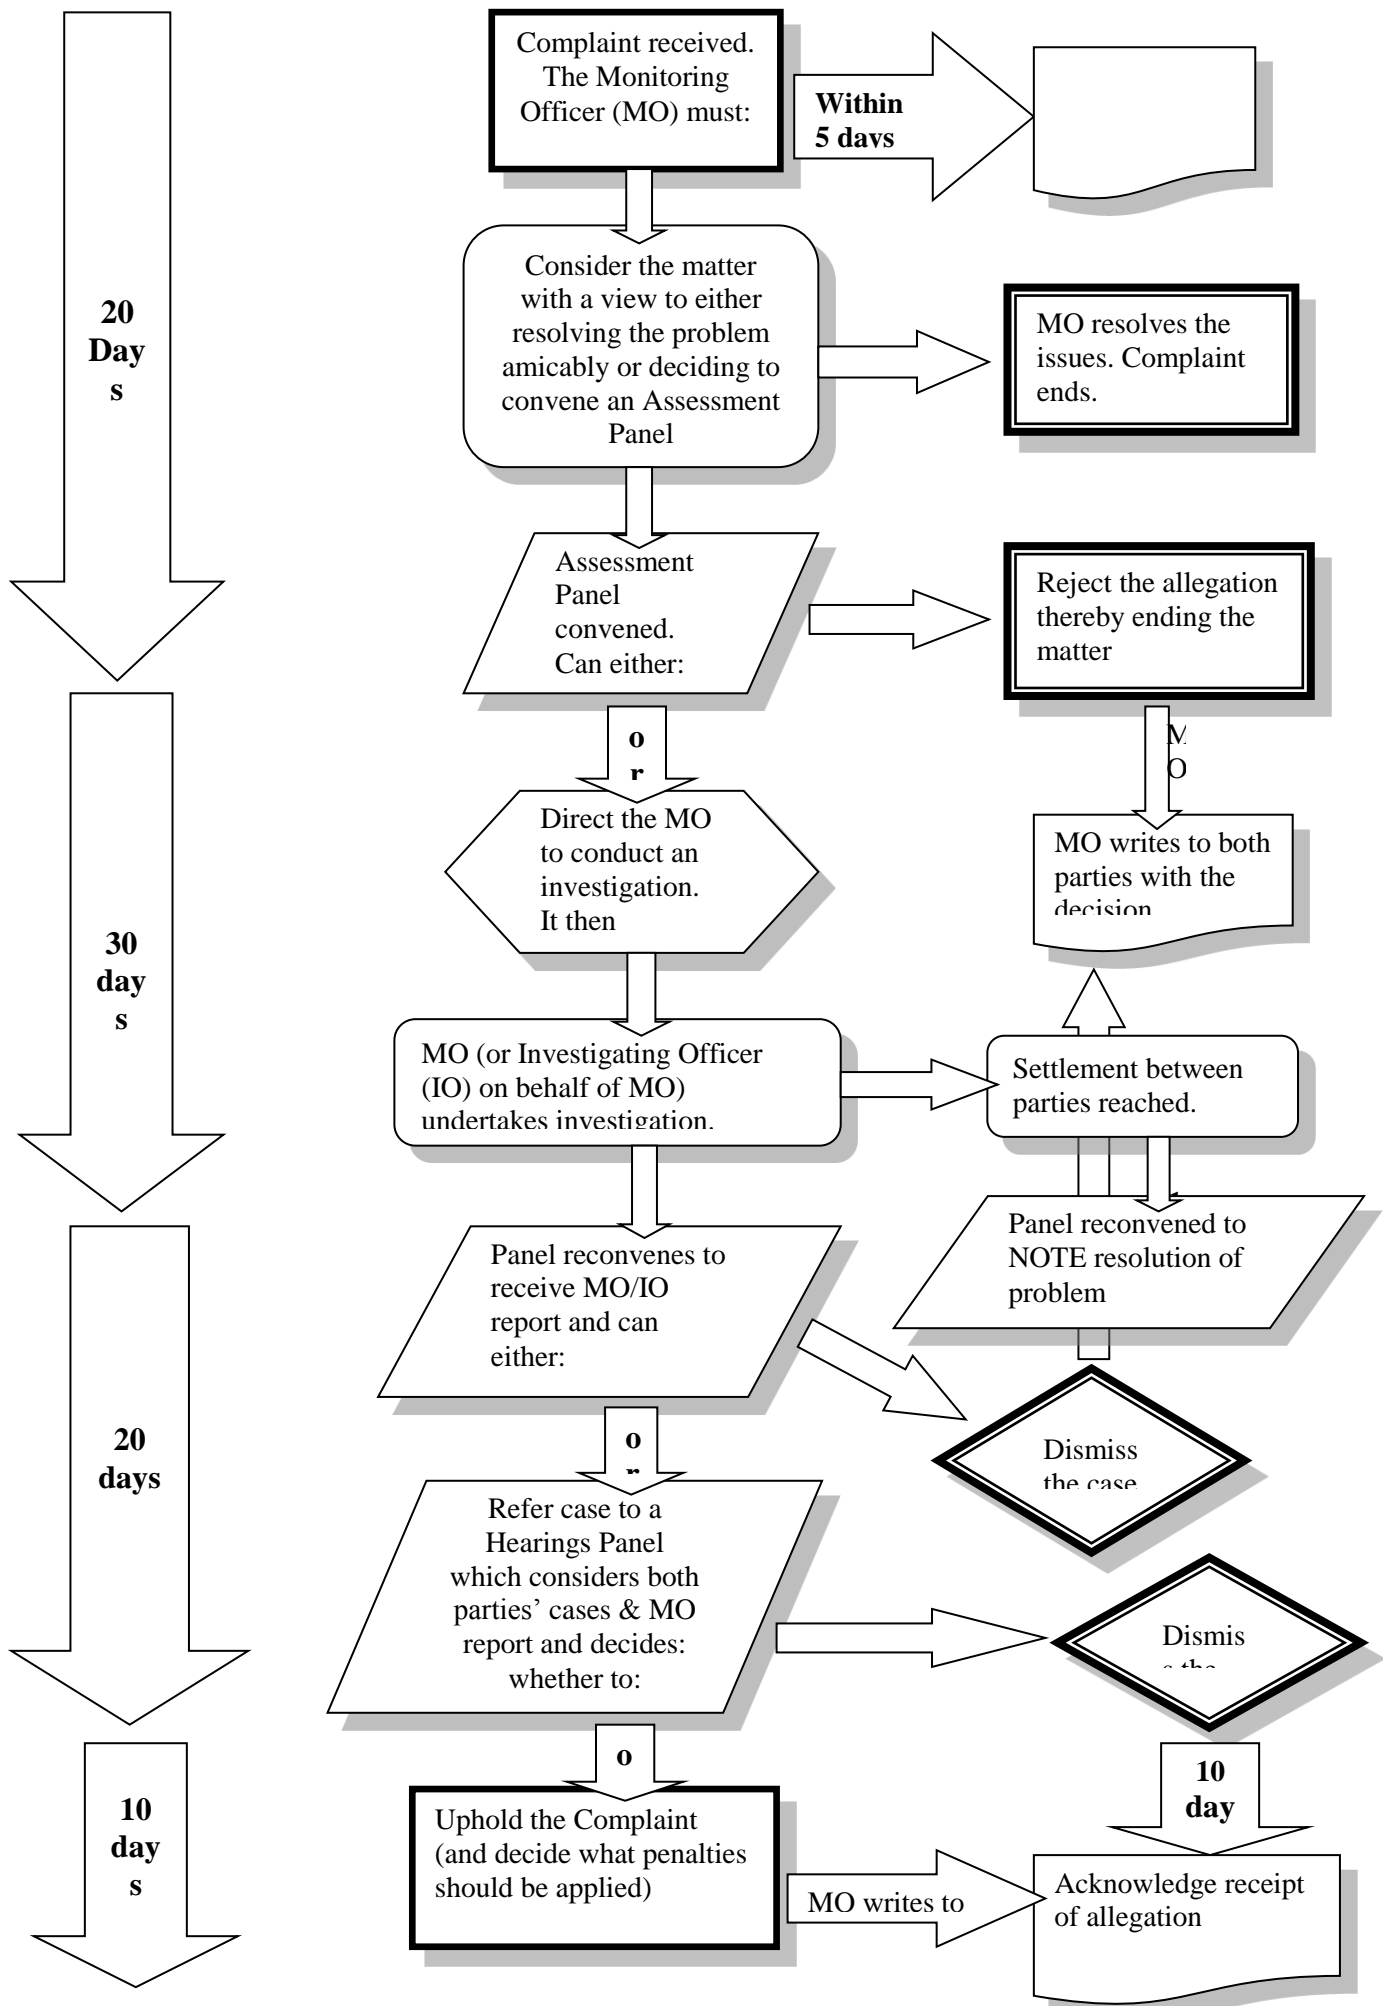 Complaint received.
The Monitoring
Officer (MO) must:
Within
5 days
Consider the matter
with a view to either
resolving the problem
amicably or deciding to
convene an Assessment
Panel
MO resolves the
issues. Complaint
ends.
20
Day
s
Assessment
Panel
convened.
Can either:
Reject the allegation
thereby ending the
matter
o
r
M
O
Direct the MO
to conduct an
investigation.
It then
MO writes to both
parties with the
decision
30
day
s
MO (or Investigating Officer
(IO) on behalf of MO)
undertakes investigation.
Settlement between
parties reached.
Panel reconvened to
NOTE resolution of
problem
Panel reconvenes to
receive MO/IO
report and can
either:
20
days
o
r
Dismiss
the case
Refer case to a
Hearings Panel
which considers both
parties’ cases & MO
report and decides:
whether to:
Dismis
s the
o
10
day
s
10
day
Uphold the Complaint
(and decide what penalties
should be applied)
MO writes to
Acknowledge receipt
of allegation